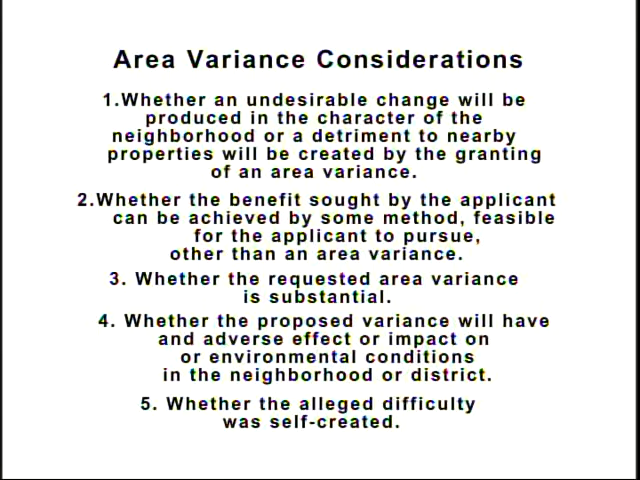 Area Variance Considerations
1.Whether an undesirable change will be
produced in the character of the
neighborhood or a detriment to nearby
properties will be created by the granting
of an area variance.
2.Whether the benefit sought by the applicant
can be achieved by some method, feasible
for the applicant to pursue,
other than an area variance.
3. Whether the requested area variance
is substantial.
4. Whether the proposed variance will have
and adverse effect or impact on
or environmental conditions
in the neighborhood or district.
5. Whether the alleged difficulty
was self-created.